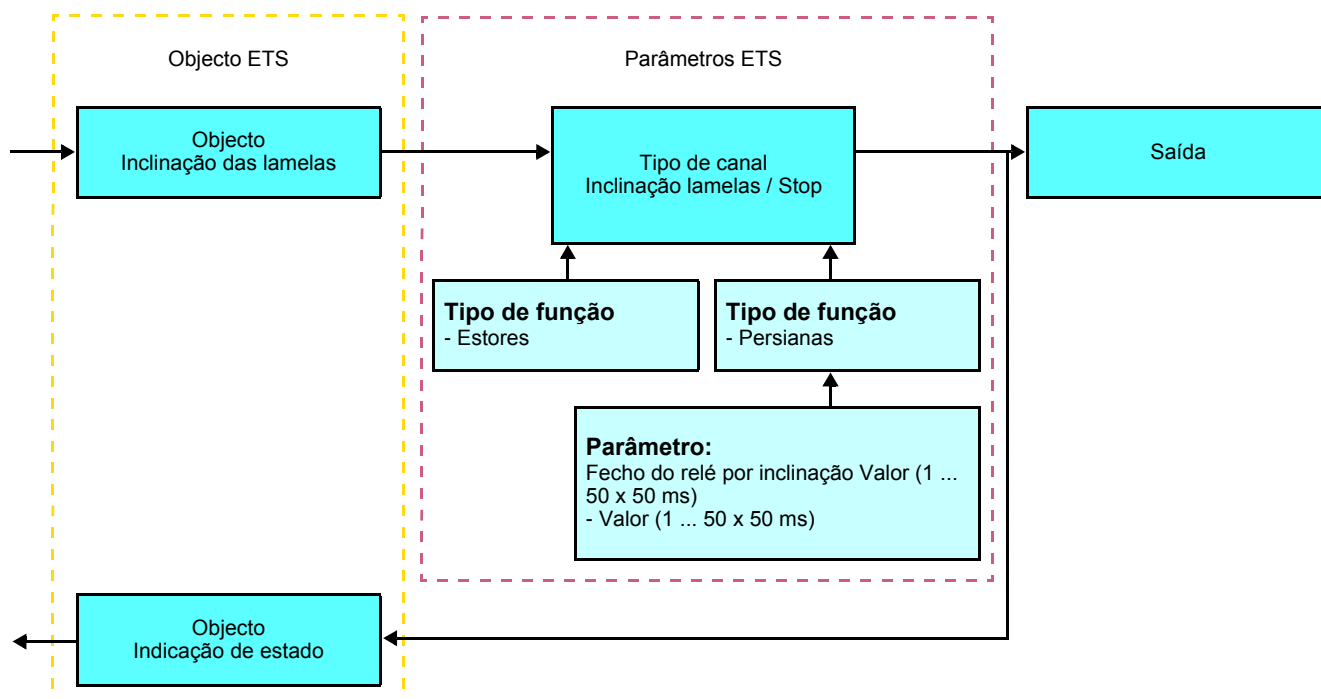 Objecto ETS
Parâmetros ETS
Objecto
Inclinação das lamelas
Tipo de canal
Inclinação lamelas / Stop
Saída
Tipo de função
- Estores
Tipo de função
- Persianas
Parâmetro:
Fecho do relé por inclinação Valor (1 ...
50 x 50 ms)
- Valor (1 ... 50 x 50 ms)
Objecto
Indicação de estado